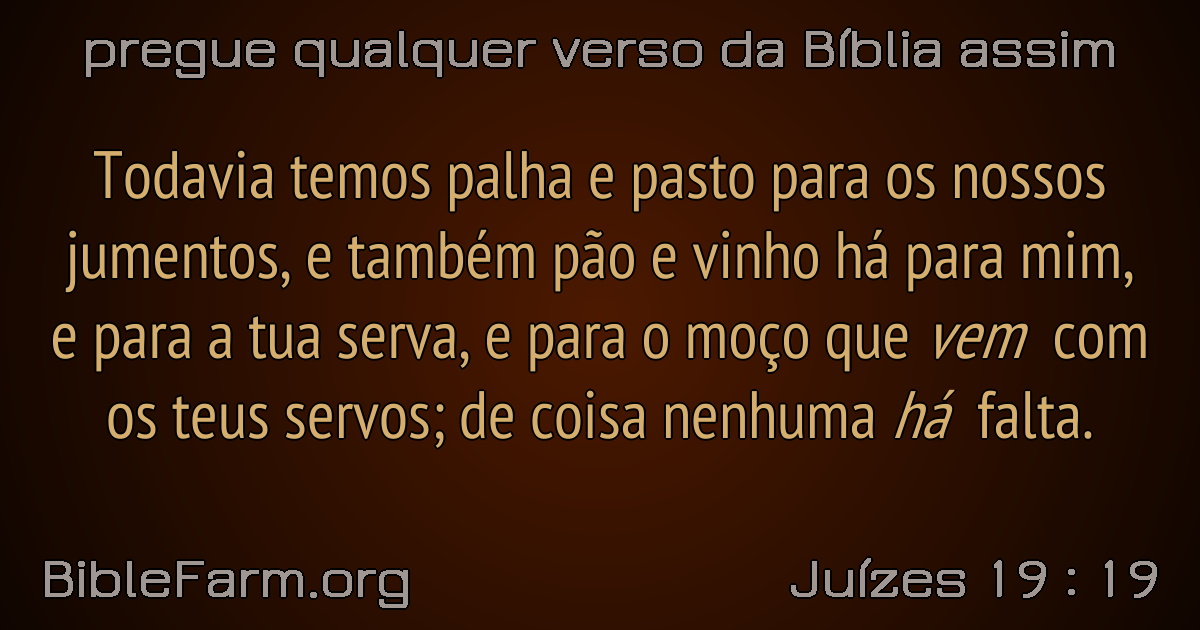 pregue qualquer verso da Bíblia assim
Todavia temos palha e pasto para os nossos
jumentos, e também pão e vinho há para mim,
e para a tua serva, e para o moço que vem com
os teus servos; de coisa nenhuma há falta.
BibleFarm.org
Juízes 19 : 19